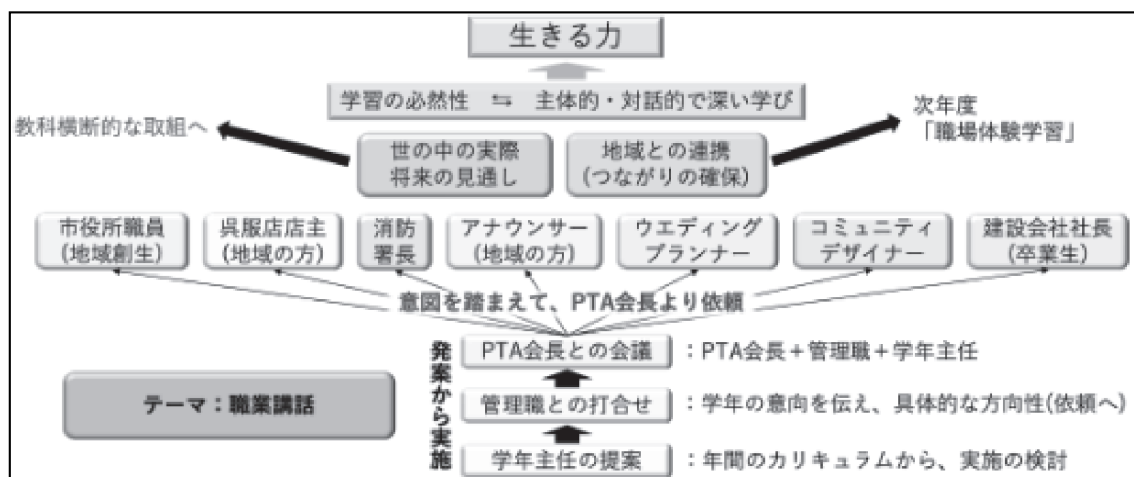 生きる力
学習の必然性 ⇆ 主体的・対話的で深い学び
教科横断的な取組へ
次年度
「職場体験学習」
世の中の実際
将来の見通し
地域との連携
(つながりの確保)
市役所職員
(地域創生)
呉服店店主
(地域の方)
消防
署長
アナウンサー
(地域の方)
ウエディング
プランナー
コミュニティ
デザイナー
建設会社社長
(卒業生)
意図を踏まえて、PTA会長より依頼
発案から実施
PTA会長との会議
：PTA会長＋管理職＋学年主任
管理職との打合せ
：学年の意向を伝え、具体的な方向性(依頼へ)
学年主任の提案
：年間のカリキュラムから、実施の検討
テーマ：職業講話